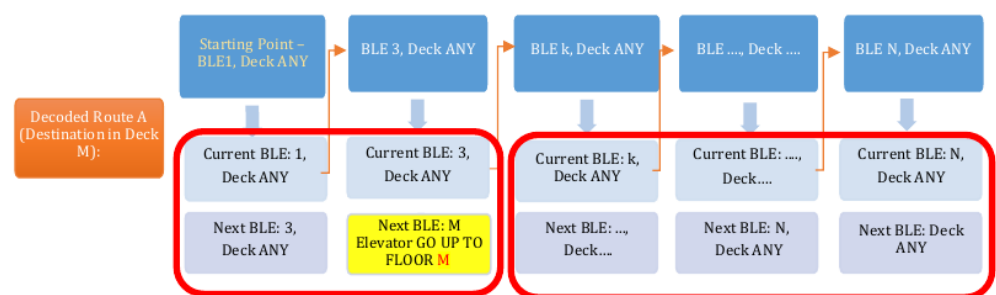 Starting Point –
BLE1, Deck ANY
BLE 3, Deck ANY
BLE k, Deck ANY
BLE ...., Deck ....
BLE N, Deck ANY
Decoded Route A
(Destination in Deck
M):
Current BLE: 1,
Deck ANY
Current BLE: 3,
Deck ANY
Current BLE: k,
Deck ANY
Current BLE: ....,
Deck....
Current BLE: N,
Deck ANY
Next BLE: 3,
Deck ANY
Next BLE: M
Elevator GO UP TO
FLOOR M
Next BLE: ...,
Deck....
Next BLE: N,
Deck ANY
Next BLE: Deck
ANY